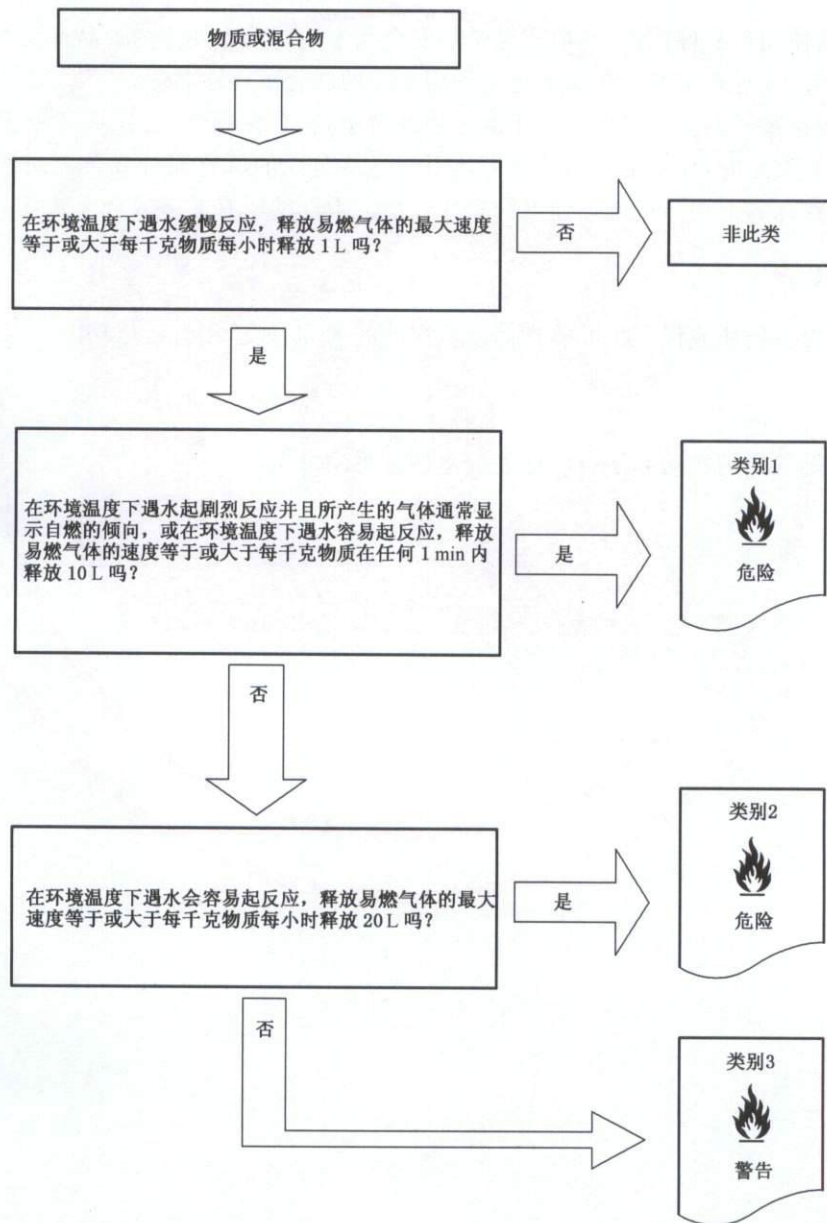 物质或混合物
在环境温度下遇水缓慢反应，释放易燃气体的最大速度
等于或大于每千克物质每小时释放 1 L 吗？
否
非此类
是
在环境温度下遇水起剧烈反应并且所产生的气体通常显
示自燃的倾向，或在环境温度下遇水容易起反应，释放
易燃气体的速度等于或大于每千克物质在任何 1 min 内
释放 10 L 吗？
是
类别1
危险
否
在环境温度下遇水会容易起反应，释放易燃气体的最大
速度等于或大于每千克物质每小时释放 20 L 吗？
是
类别2
危险
否
类别3
警告